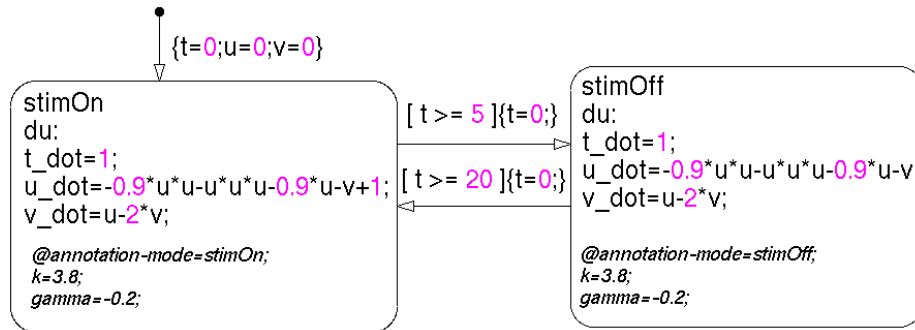 {t=0;u=0;v=0}
stimOn
du:
t_dot=1;
u_dot=-0.9*u*u-u*u*u-0.9*u-v+1;
v_dot=u-2*v;
@annotation-mode=stimOn;
k=3.8;
gamma=-0.2;
[ t >= 5 ]{t=0;}
[ t >= 20 ]{t=0;}
stimOff
du:
t_dot=1;
u_dot=-0.9*u*u-u*u*u-0.9*u-v
v_dot=u-2*v;
@annotation-mode=stimOff;
k=3.8;
gamma=-0.2;